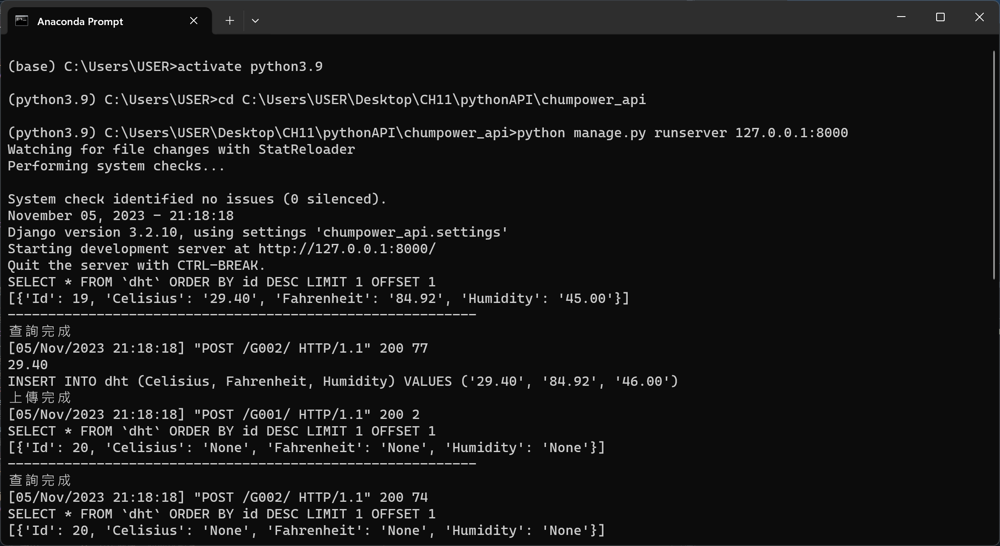 Anaconda Prompt
(base) C:\Users\USER>activate python3.9
(python3.9) C:\Users\USER>cd C:\Users\USER\Desktop\CH11\pythonAPI\chumpower_api
(python3.9) C:\Users\USER\Desktop\CH11\pythonAPI\chumpower_api>python manage.py runserver 127.0.0.1:8000
Watching for file changes with StatReloader
Performing system checks...
System check identified no issues (0 silenced).
November 05, 2023 - 21:18:18
Django version 3.2.10, using settings 'chumpower_api.settings'
Starting development server at http://127.0.0.1:8000/
Quit the server with CTRL-BREAK.
SELECT * FROM `dht` ORDER BY id DESC LIMIT 1 OFFSET 1
[{'Id': 19, 'Celisius': '29.40', 'Fahrenheit': '84.92', 'Humidity': '45.00'}]
----------------------------------------------------------
查詢完成
[05/Nov/2023 21:18:18] "POST /G002/ HTTP/1.1" 200 77
29.40
INSERT INTO dht (Celisius, Fahrenheit, Humidity) VALUES ('29.40', '84.92', '46.00')
上傳完成
[05/Nov/2023 21:18:18] "POST /G001/ HTTP/1.1" 200 2
SELECT * FROM `dht` ORDER BY id DESC LIMIT 1 OFFSET 1
[{'Id': 20, 'Celisius': 'None', 'Fahrenheit': 'None', 'Humidity': 'None'}]
----------------------------------------------------------
查詢完成
[05/Nov/2023 21:18:18] "POST /G002/ HTTP/1.1" 200 74
SELECT * FROM `dht` ORDER BY id DESC LIMIT 1 OFFSET 1
[{'Id': 20, 'Celisius': 'None', 'Fahrenheit': 'None', 'Humidity': 'None'}]